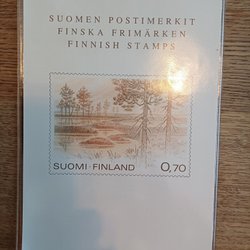 SUOMEN POSTIMERKIT
FINSKA FRIMÄRKEN
FINNISH STAMPS
SUOMI FINLAND 0,70